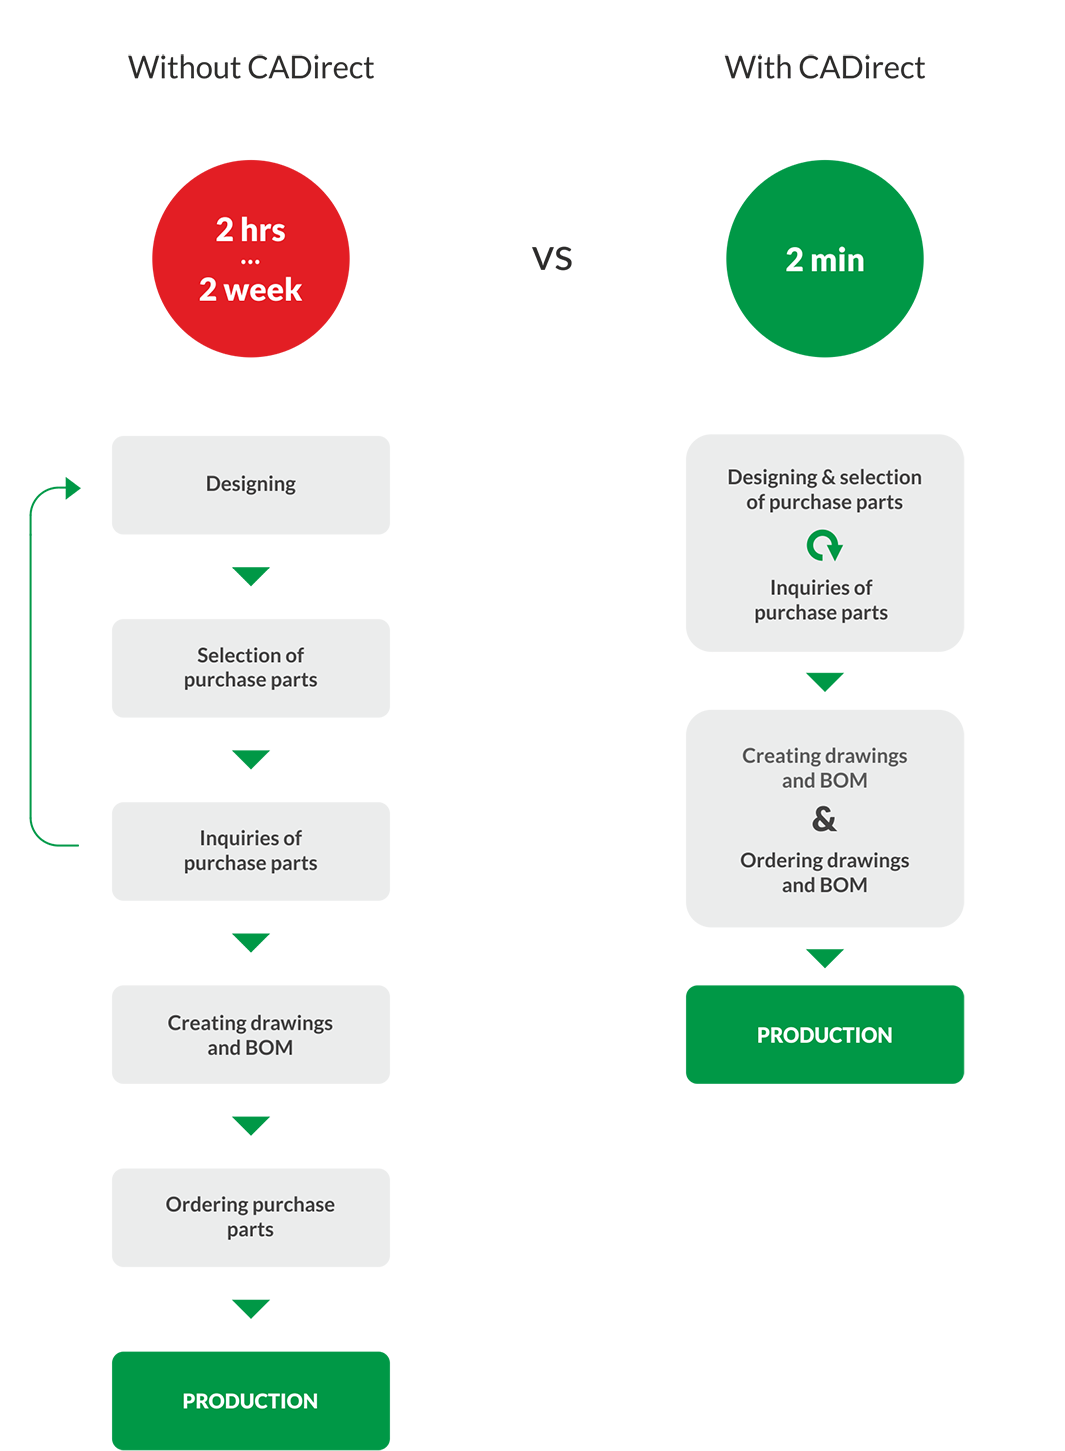 Without CADirect
2 hrs
...
2 week
Designing
Selection of
purchase parts
Inquiries of
purchase parts
Creating drawings
and BOM
Ordering purchase
parts
PRODUCTION
VS
With CADirect
2 min
Designing & selection
of purchase parts
Inquiries of
purchase parts
Creating drawings
and BOM
&
Ordering drawings
and BOM
PRODUCTION